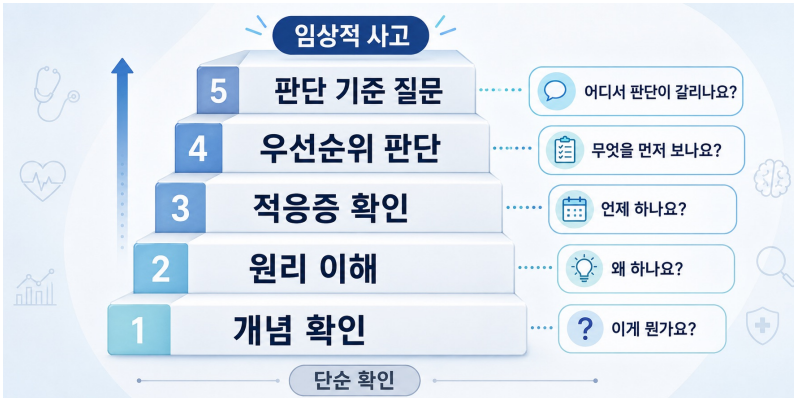 임상적 사고
5 판단 기준 질문 어디서 판단이 갈리나요?
4 우선순위 판단 무엇을 먼저 보나요?
3 적응증 확인 언제 하나요?
2 원리 이해 왜 하나요?
1 개념 확인 ? 이게 뭔가요?
단순 확인